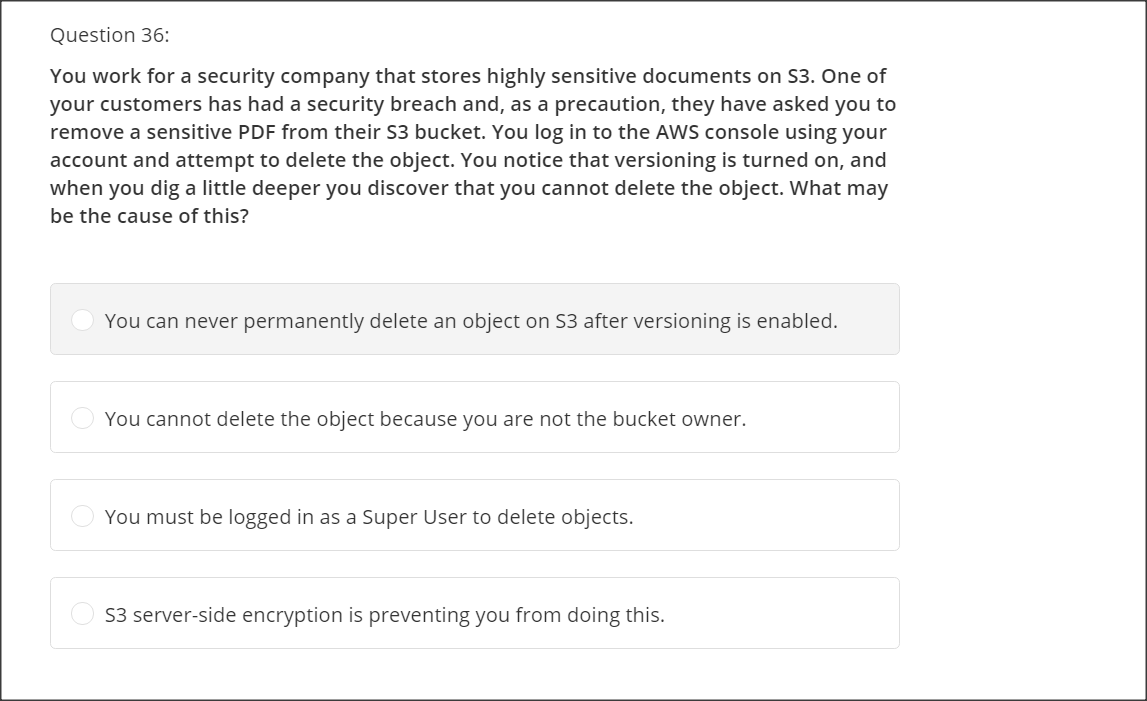 Question 36:
You work for a security company that stores highly sensitive documents on S3. One of
your customers has had a security breach and, as a precaution, they have asked you to
remove a sensitive PDF from their S3 bucket. You log in to the AWS console using your
account and attempt to delete the object. You notice that versioning is turned on, and
when you dig a little deeper you discover that you cannot delete the object. What may
be the cause of this?
You can never permanently delete an object on S3 after versioning is enabled.
You cannot delete the object because you are not the bucket owner.
You must be logged in as a Super User to delete objects.
S3 server-side encryption is preventing you from doing this.